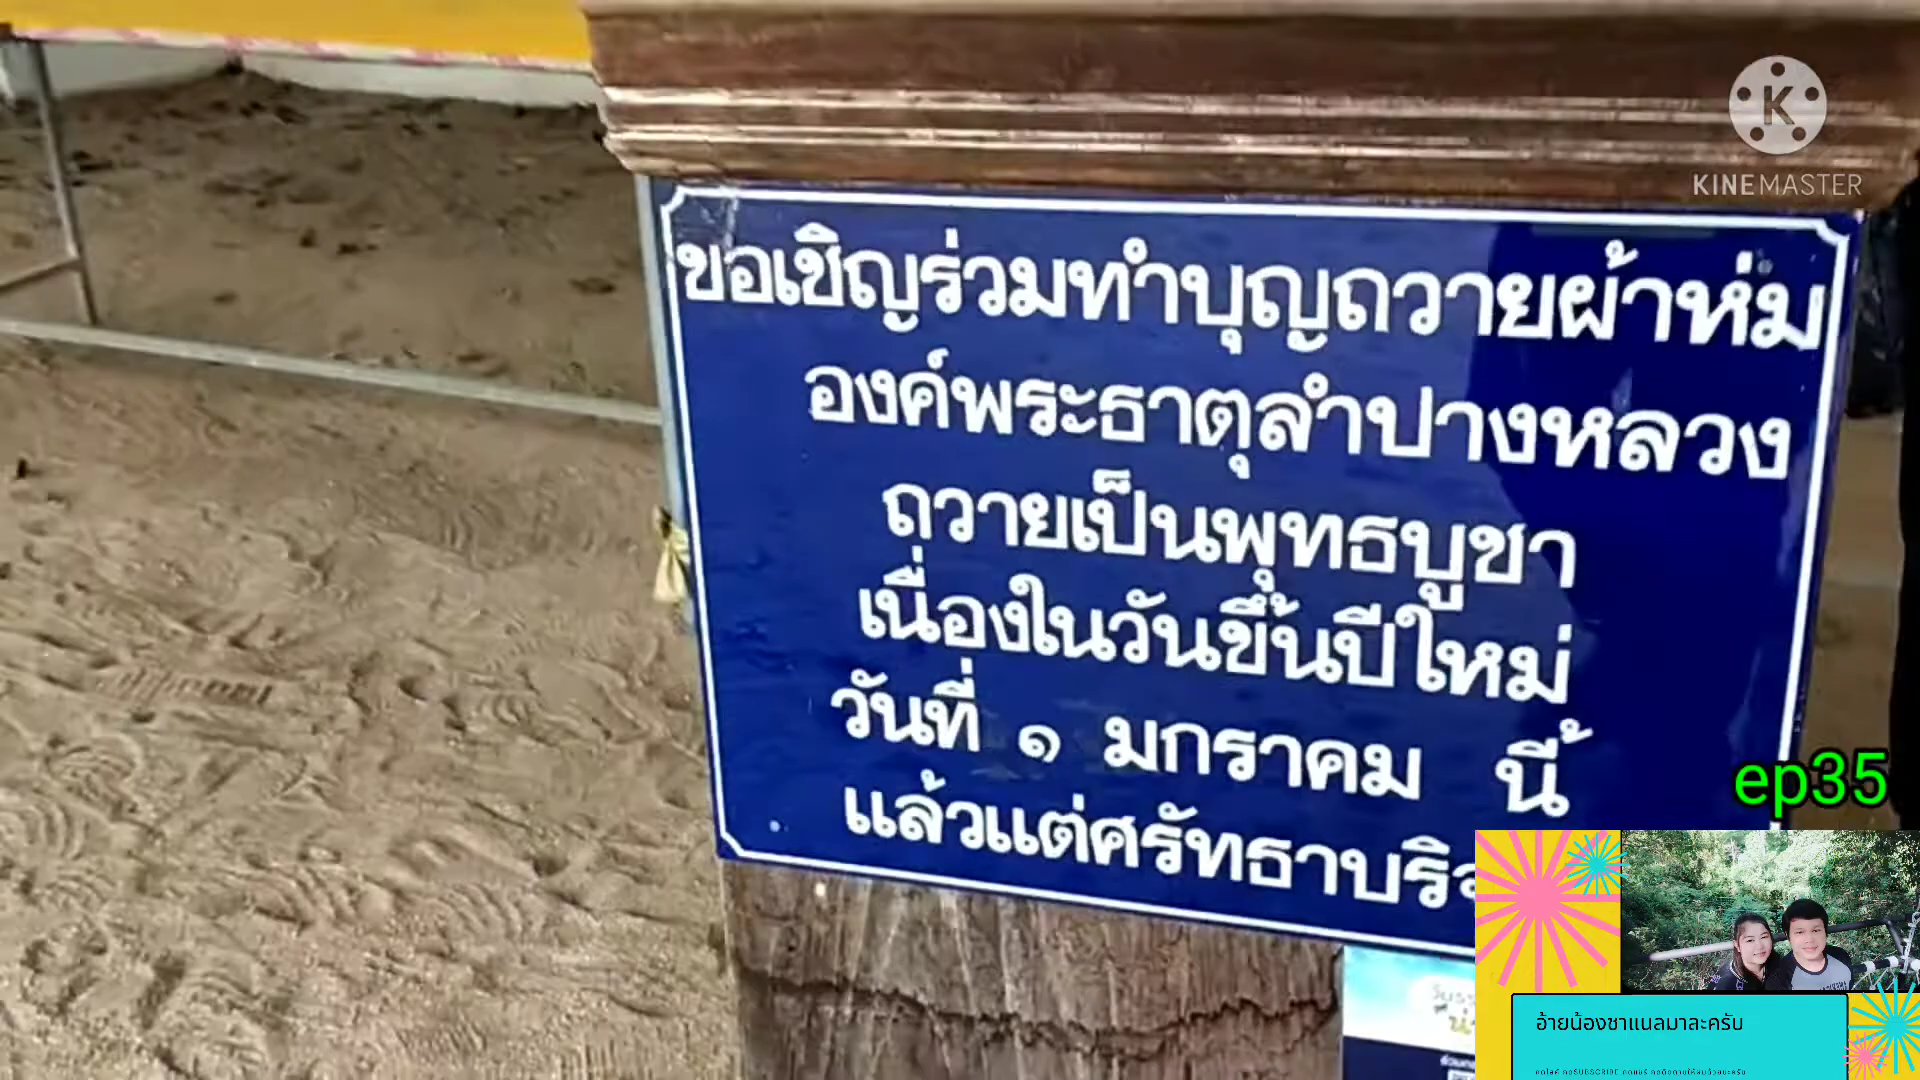 KINEMASTER
ขอเชิญร่วมทำบุญถวายผ้าห่ม
องค์พระธาตุลำปางหลวง
ถวายเป็นพุทธบูชา
เนื่องในวันขึ้นปีใหม่
วันที่ ๑ มกราคม นี้
แล้วแต่ศรัทธาบริจ
ep35
อ้ายน้องชาแนลมาละครับ